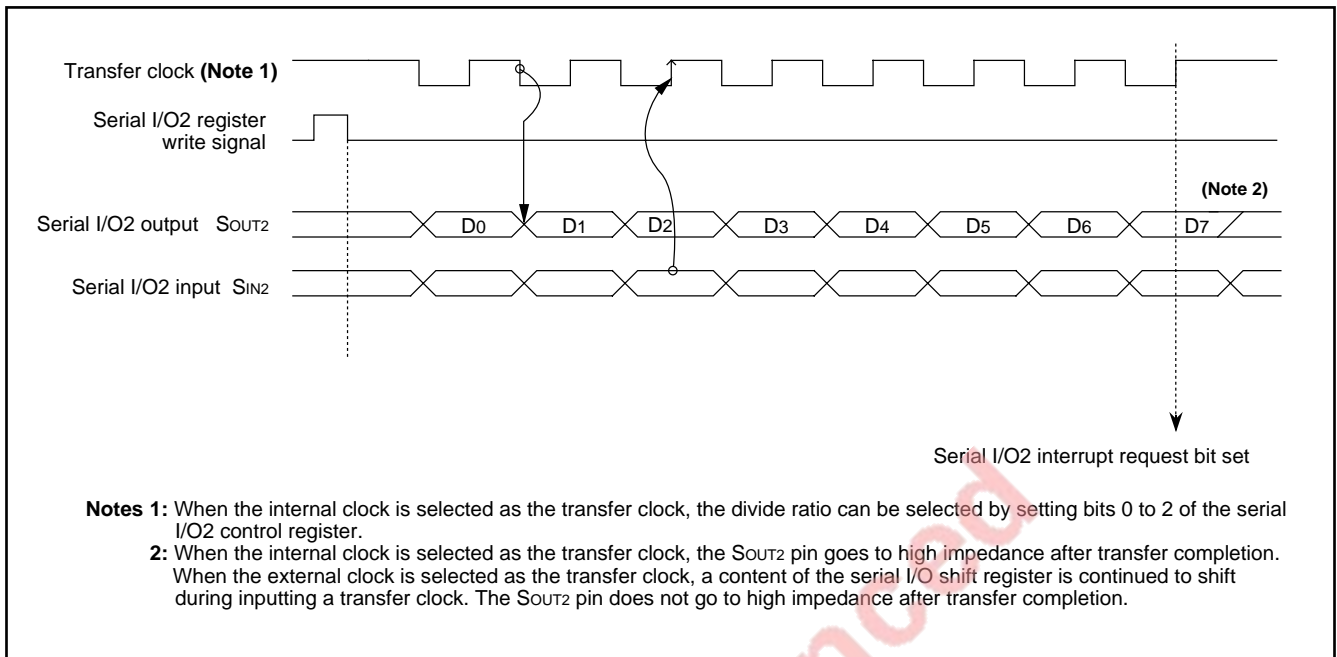 Transfer clock (Note 1)
Serial I/O2 register
write signal
(Note 2)
Serial I/O2 output SOUT2
D0 D1 D2 D3 D4 D5 D6 D7
Serial I/O2 input SIN2
Serial I/O2 interrupt request bit set
Notes 1: When the internal clock is selected as the transfer clock, the divide ratio can be selected by setting bits 0 to 2 of the serial
I/O2 control register.
2: When the internal clock is selected as the transfer clock, the SOUT2 pin goes to high impedance after transfer completion.
When the external clock is selected as the transfer clock, a content of the serial I/O shift register is continued to shift
during inputting a transfer clock. The SOUT2 pin does not go to high impedance after transfer completion.